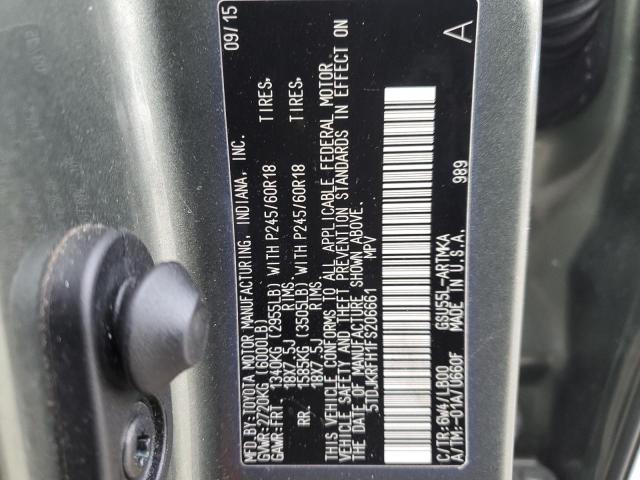 MFD.BY:TOYOTA MOTOR MANUFACTURING, INDIANA, INC. 09/15
GVWR:2720KG (6000LB)
GAWR:FRT 1340KG (2955LB) WITH P245/60R18 TIRES,
18X7.5J RIMS,
RR. 1585KG (3505LB) WITH P245/60R18 TIRES,
18X7.5J RIMS.
THIS VEHICLE CONFORMS TO ALL APPLICABLE FEDERAL MOTOR
VEHICLE SAFETY AND THEFT PREVENTION STANDARDS IN EFFECT ON
THE DATE OF MANUFACTURE SHOWN ABOVE.
5TDJKRFH1FS206661 MPV
A
989
C/TR:6W4/LB00 GSU55L-ARTMKA
A/TM:-01A/U660F MADE IN U.S.A.